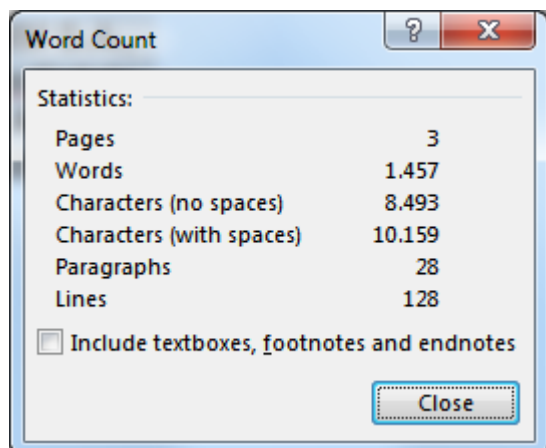 Word Count
?
X
Statistics:
Pages 3
Words 1.457
Characters (no spaces) 8.493
Characters (with spaces) 10.159
Paragraphs 28
Lines 128
Include textboxes, footnotes and endnotes
Close